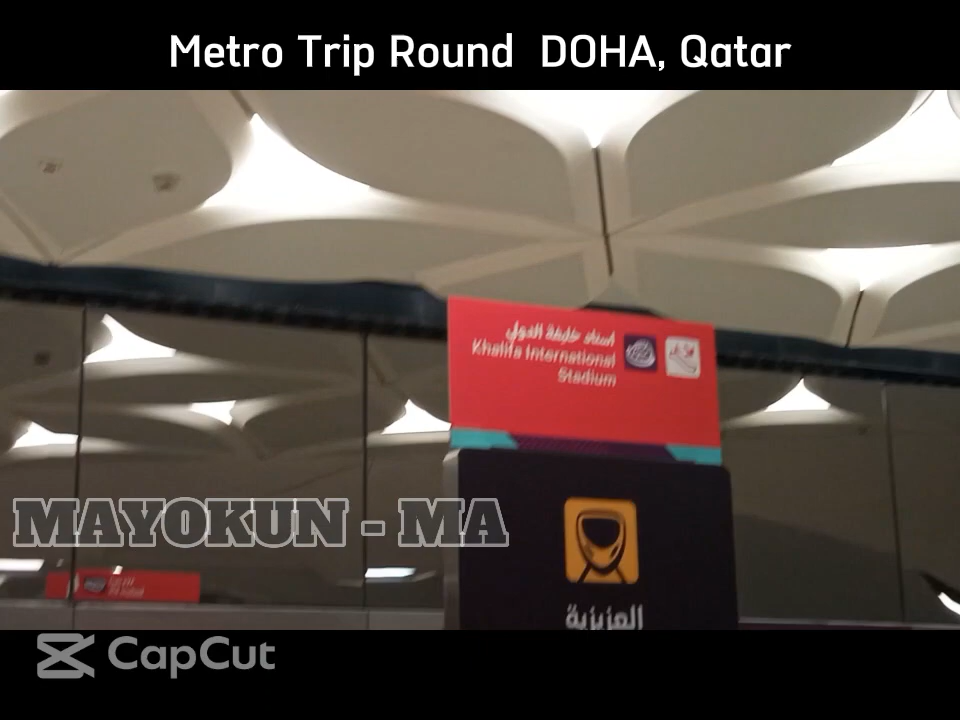 Metro Trip Round DOHA, Qatar
استاد خليفة الدولي
Khalifa International
Stadium
MAYOKUN - MA
العزيزية
CapCut